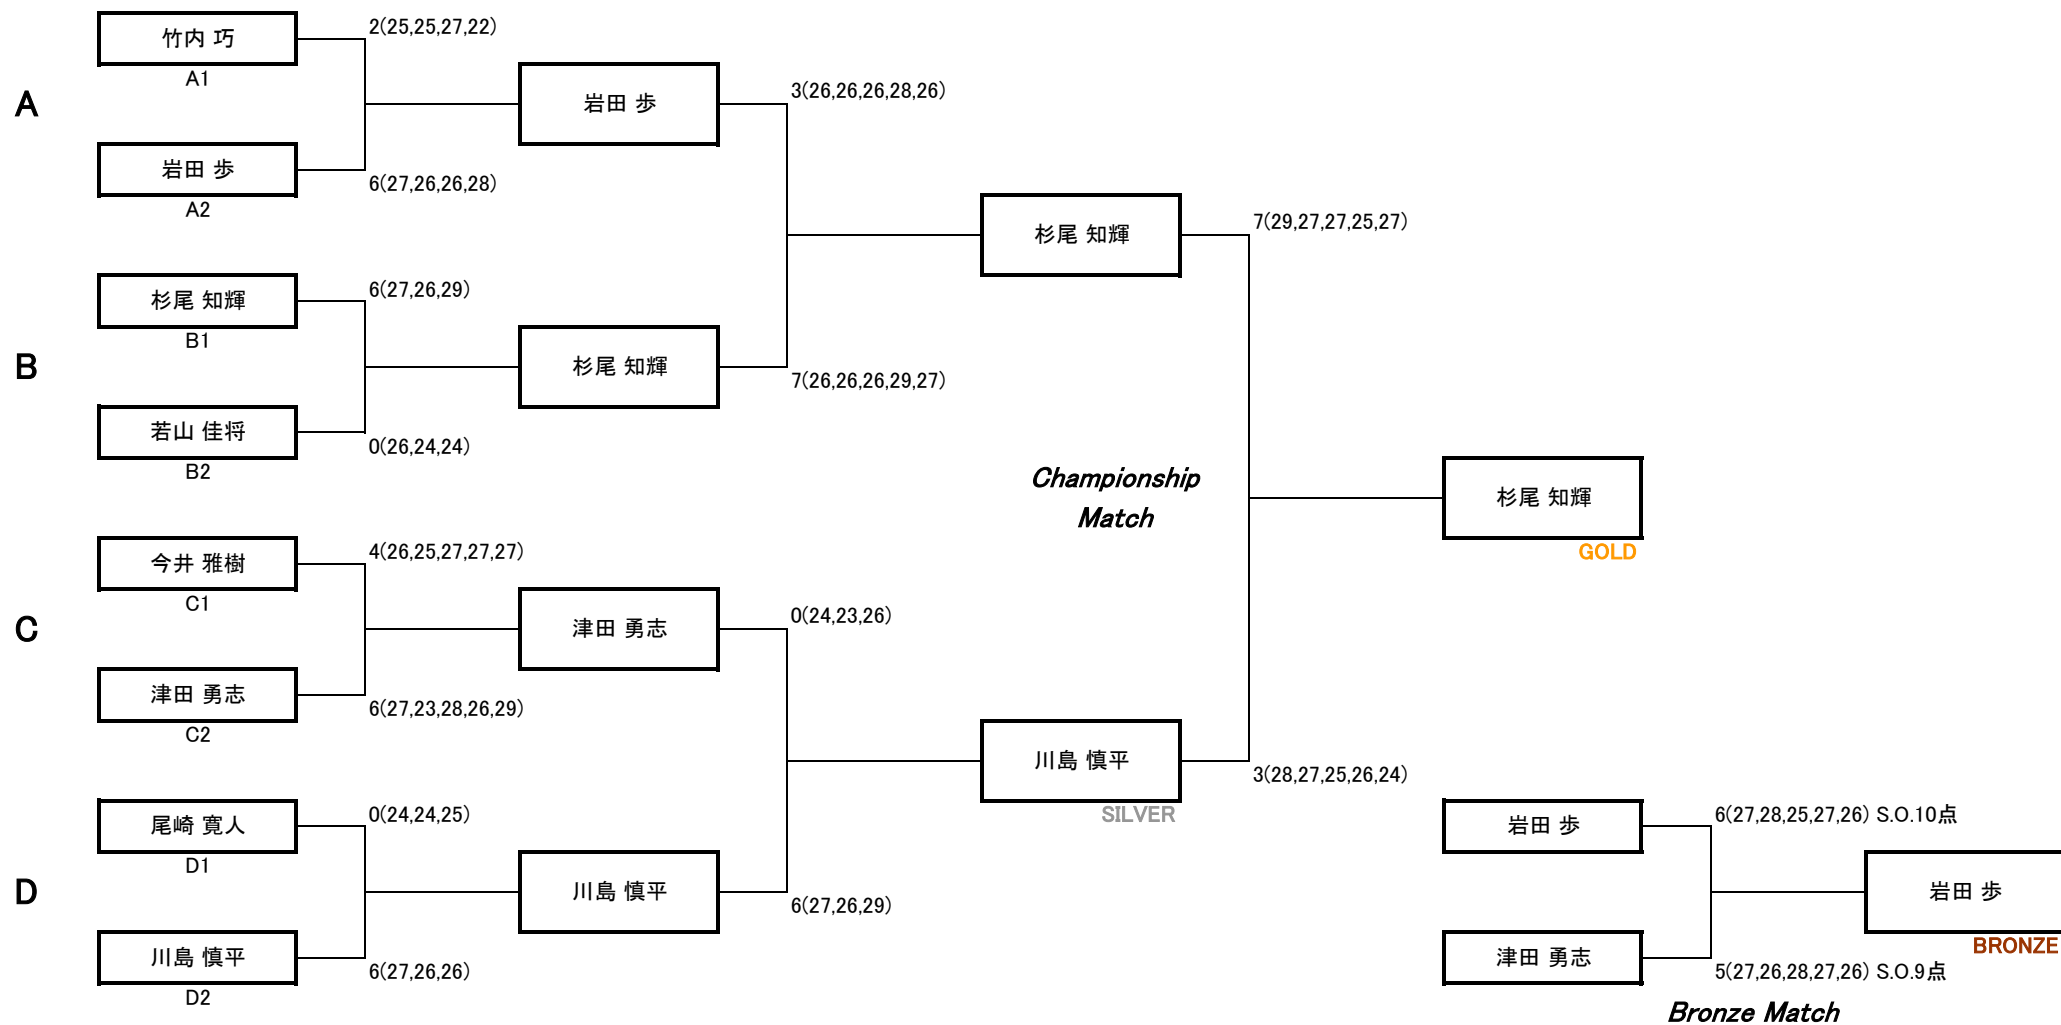 A
竹内 巧
A1
2(25,25,27,22)
岩田 歩
A2
6(27,26,26,28)
岩田 歩
3(26,26,26,28,26)
B
杉尾 知輝
B1
6(27,26,29)
若山 佳将
B2
0(26,24,24)
杉尾 知輝
7(26,26,26,29,27)
杉尾 知輝
7(29,27,27,25,27)
Championship
Match
C
今井 雅樹
C1
4(26,25,27,27,27)
津田 勇志
C2
6(27,23,28,26,29)
津田 勇志
0(24,23,26)
D
尾崎 寛人
D1
0(24,24,25)
川島 慎平
D2
6(27,26,26)
川島 慎平
6(27,26,29)
川島 慎平
SILVER
3(28,27,25,26,24)
杉尾 知輝
GOLD
岩田 歩
6(27,28,25,27,26) S.O.10点
津田 勇志
5(27,26,28,27,26) S.O.9点
岩田 歩
BRONZE
Bronze Match